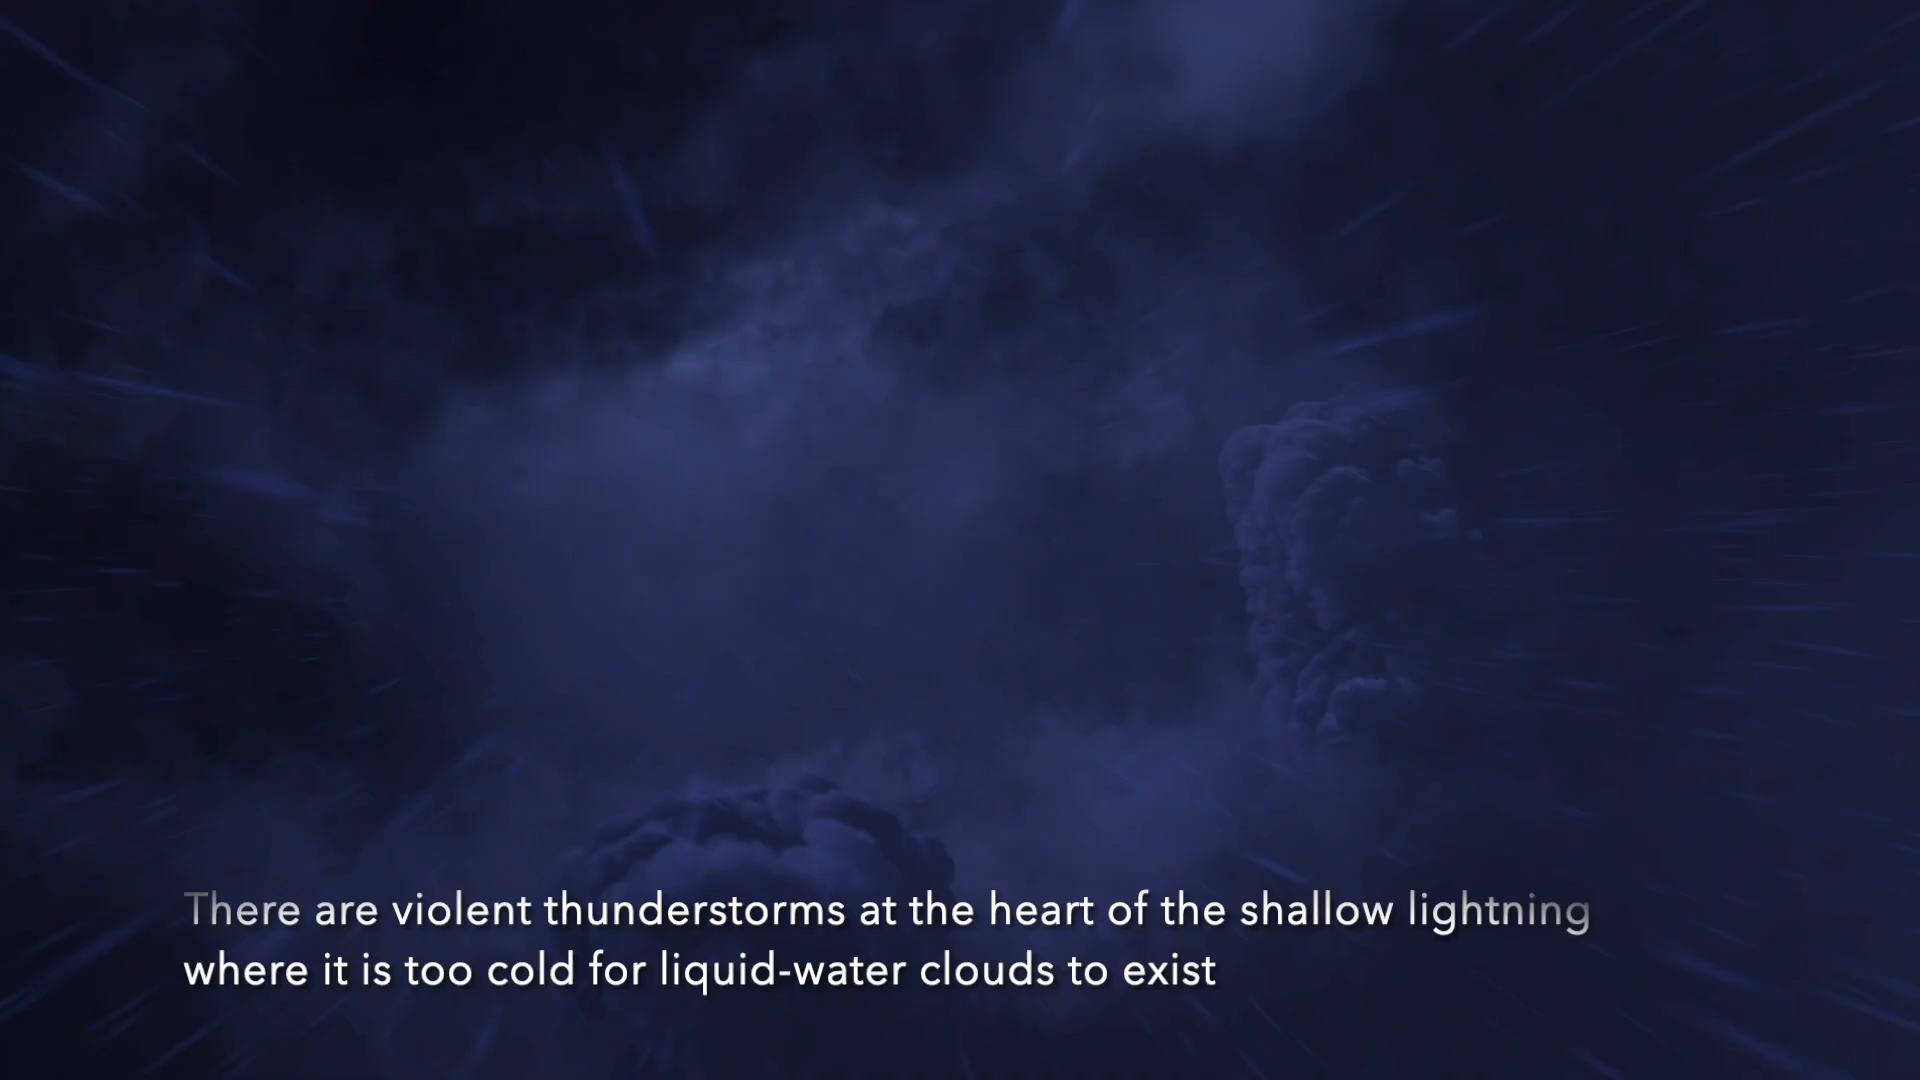 There are violent thunderstorms at the heart of the shallow lightning
where it is too cold for liquid-water clouds to exist